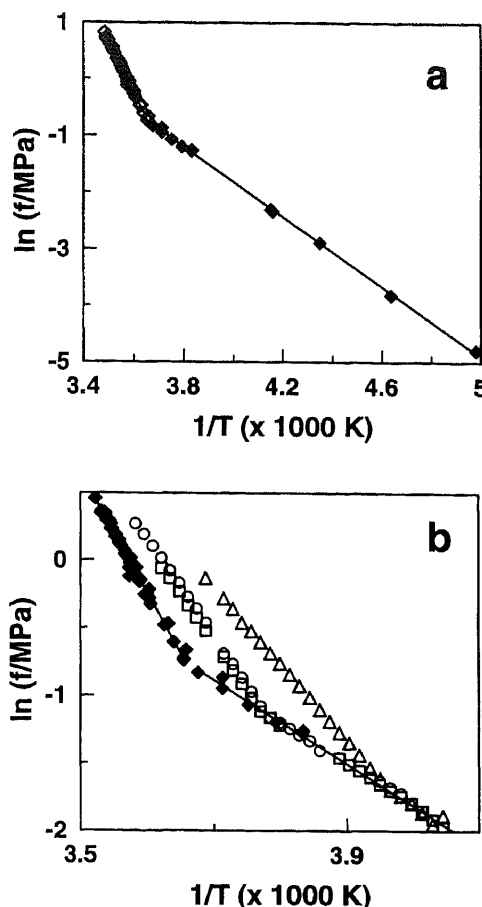 a
1
-1
-3
-5
ln (f/MPa)
3.4 3.8 4.2 4.6 5
1/T (x 1000 K)
b
0
-1
-2
ln (f/MPa)
3.5 3.9
1/T (x 1000 K)